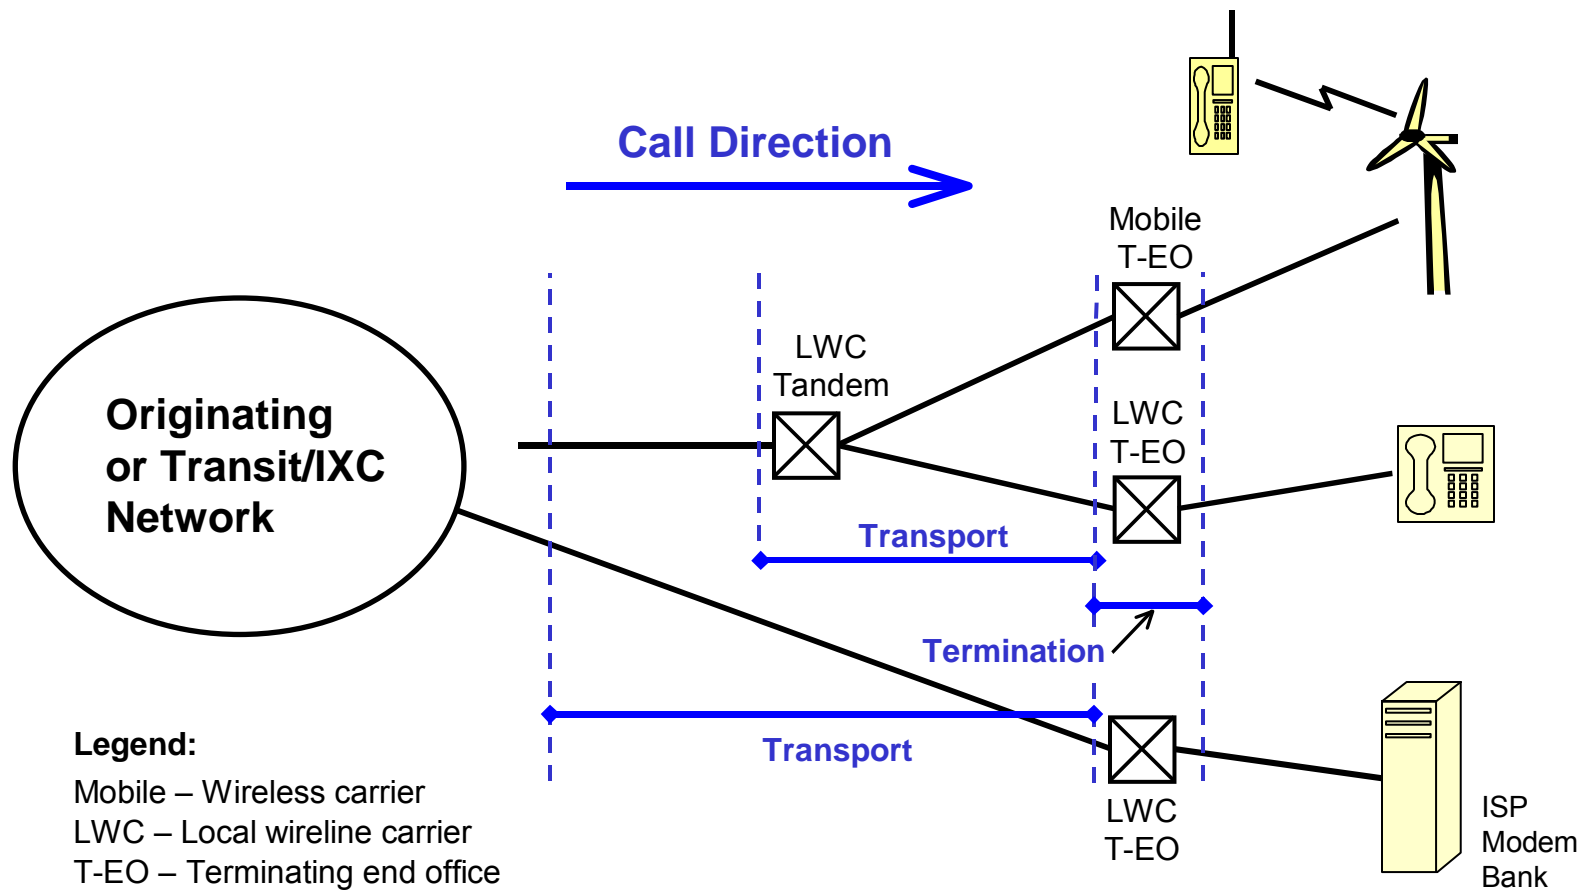 Call Direction
Mobile
T-EO
LWC
Tandem
Originating
or Transit/IXC
Network
LWC
T-EO
Transport
Termination
Transport
LWC
T-EO
ISP
Modem
Bank
Legend:
Mobile – Wireless carrier
LWC – Local wireline carrier
T-EO – Terminating end office